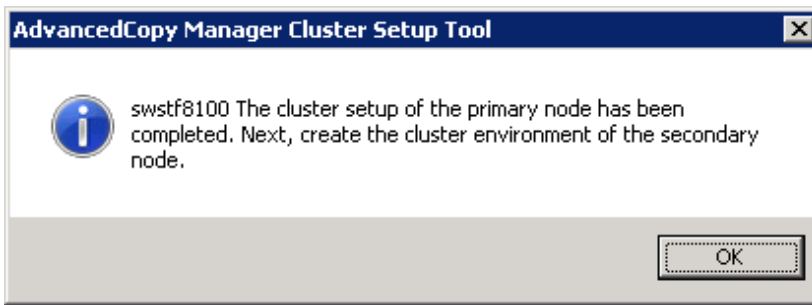 AdvancedCopy Manager Cluster Setup Tool
swstf8100 The cluster setup of the primary node has been
completed. Next, create the cluster environment of the secondary
node.
OK